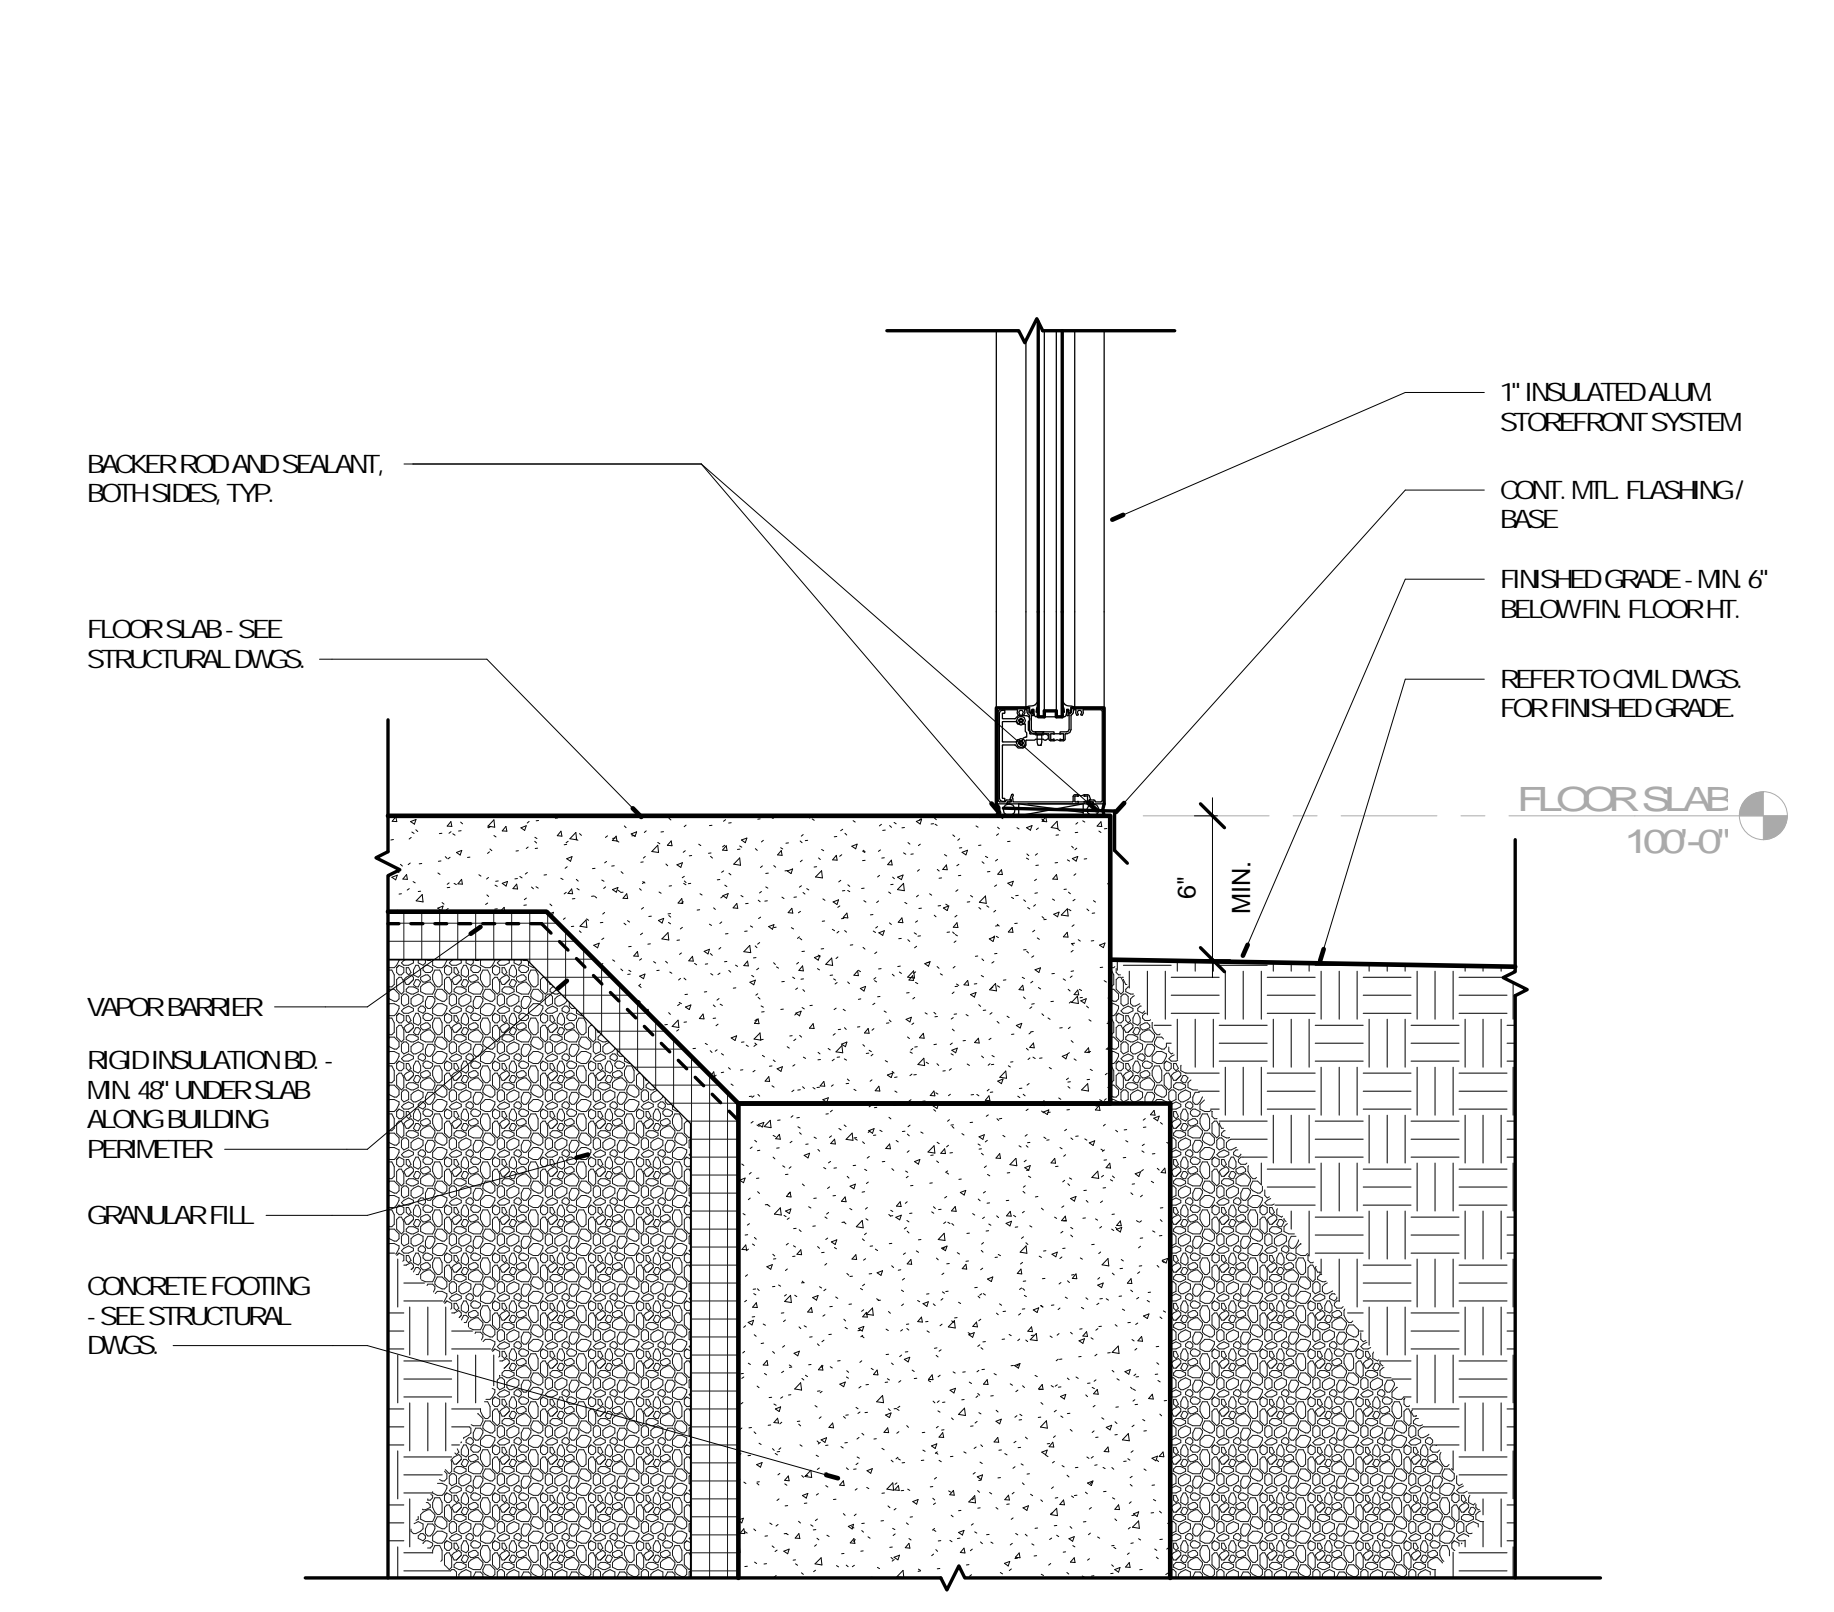 BACKER ROD AND SEALANT,
BOTH SIDES, TYP.
FLOOR SLAB - SEE
STRUCTURAL DWGS.
VAPOR BARRIER
RIGID INSULATION BD. -
MIN. 48" UNDER SLAB
ALONG BUILDING
PERIMETER
GRANULAR FILL
CONCRETE FOOTING
- SEE STRUCTURAL
DWGS.
1" INSULATED ALUM.
STOREFRONT SYSTEM
CONT. MTL. FLASHING /
BASE
FINISHED GRADE - MIN. 6"
BELOW FIN. FLOOR HT.
REFER TO CIVIL DWGS.
FOR FINISHED GRADE.
FLOOR SLAB
100'-0"
6"
MIN.